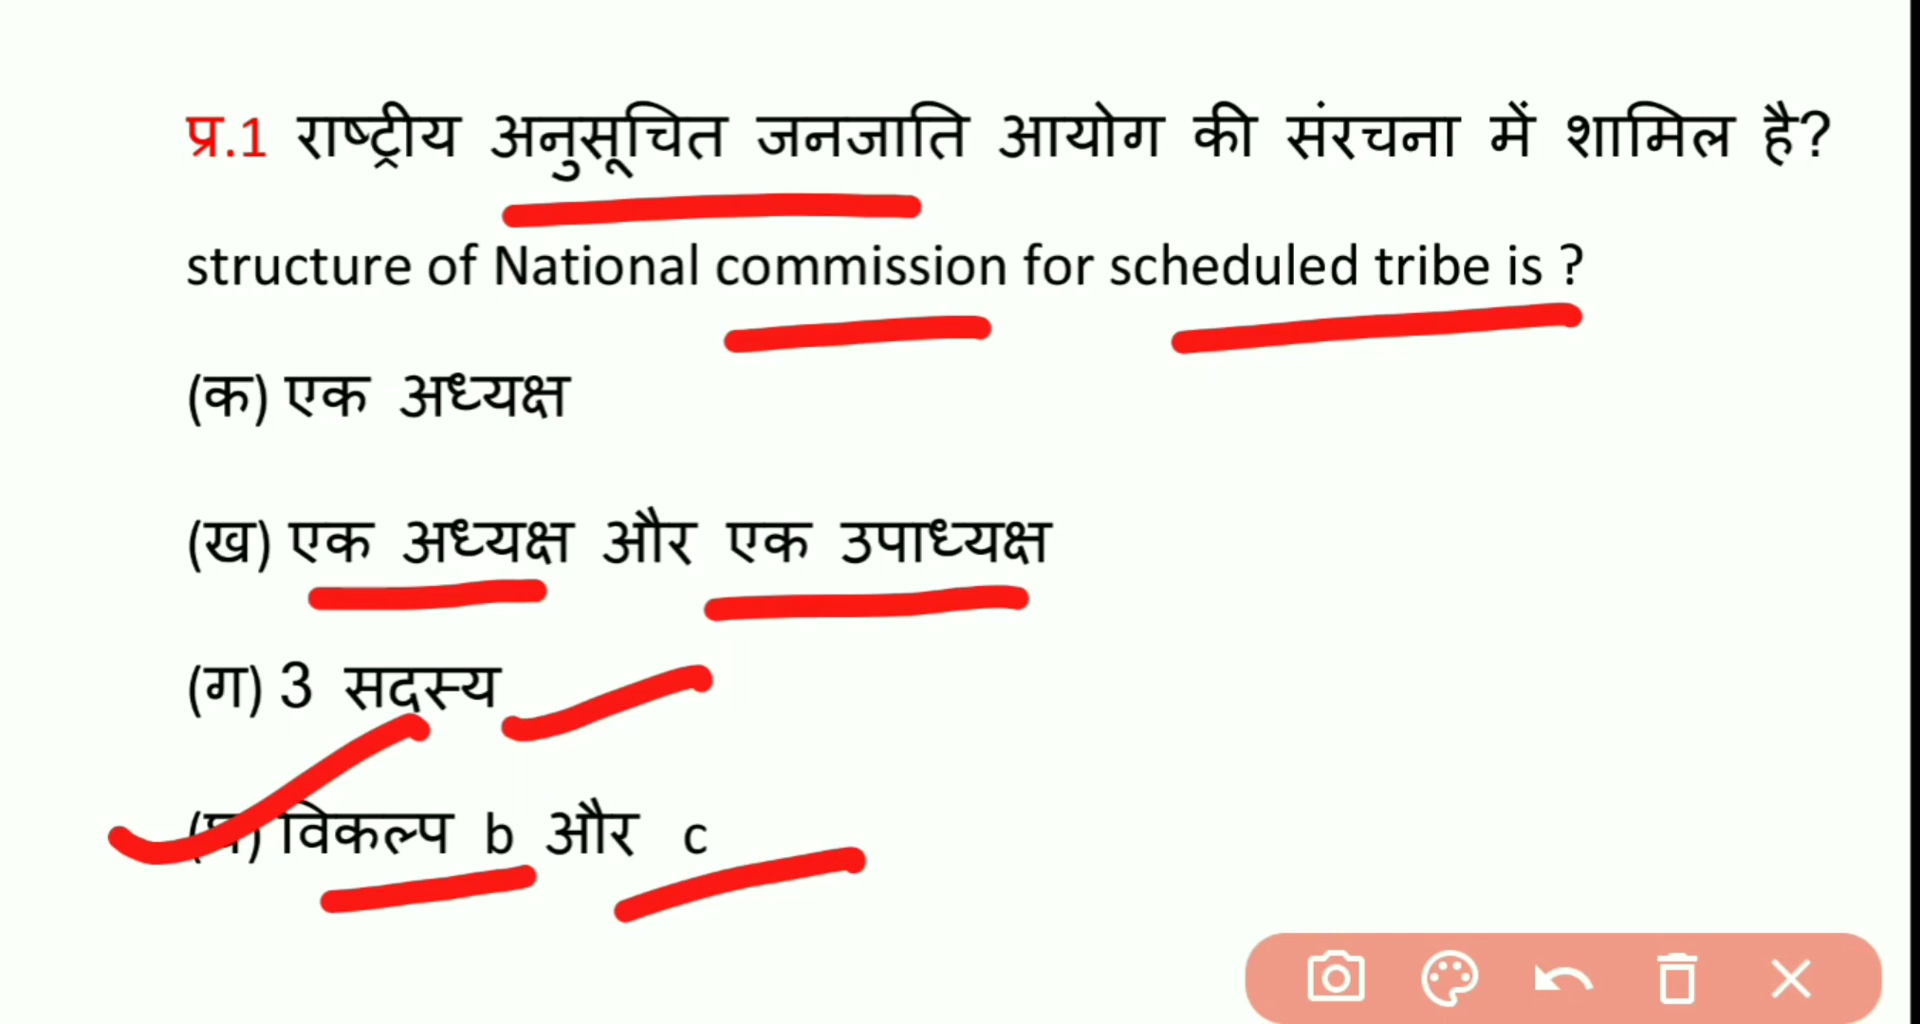 प्र.1 राष्ट्रीय अनुसूचित जनजाति आयोग की संरचना में शामिल है?
structure of National commission for scheduled tribe is ?
(क) एक अध्यक्ष
(ख) एक अध्यक्ष और एक उपाध्यक्ष
(ग) 3 सदस्य
(घ) विकल्प b और c